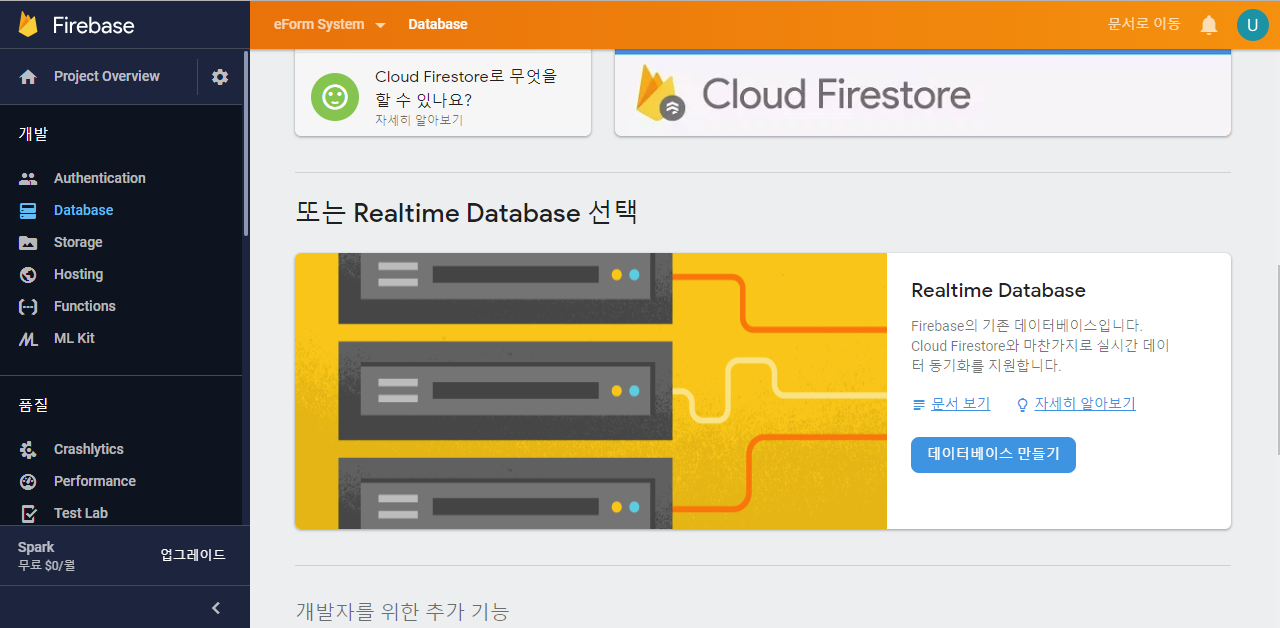 Firebase
eForm System
Database
문서로 이동
U
Project Overview
개발
Authentication
Database
Storage
Hosting
Functions
ML Kit
품질
Crashlytics
Performance
Test Lab
Spark
무료 $0/월
업그레이드
Cloud Firestore로 무엇을
할 수 있나요?
자세히 알아보기
Cloud Firestore
또는 Realtime Database 선택
Realtime Database
Firebase의 기존 데이터베이스입니다.
Cloud Firestore와 마찬가지로 실시간 데이
터 동기화를 지원합니다.
문서 보기
자세히 알아보기
데이터베이스 만들기
개발자를 위한 추가 기능